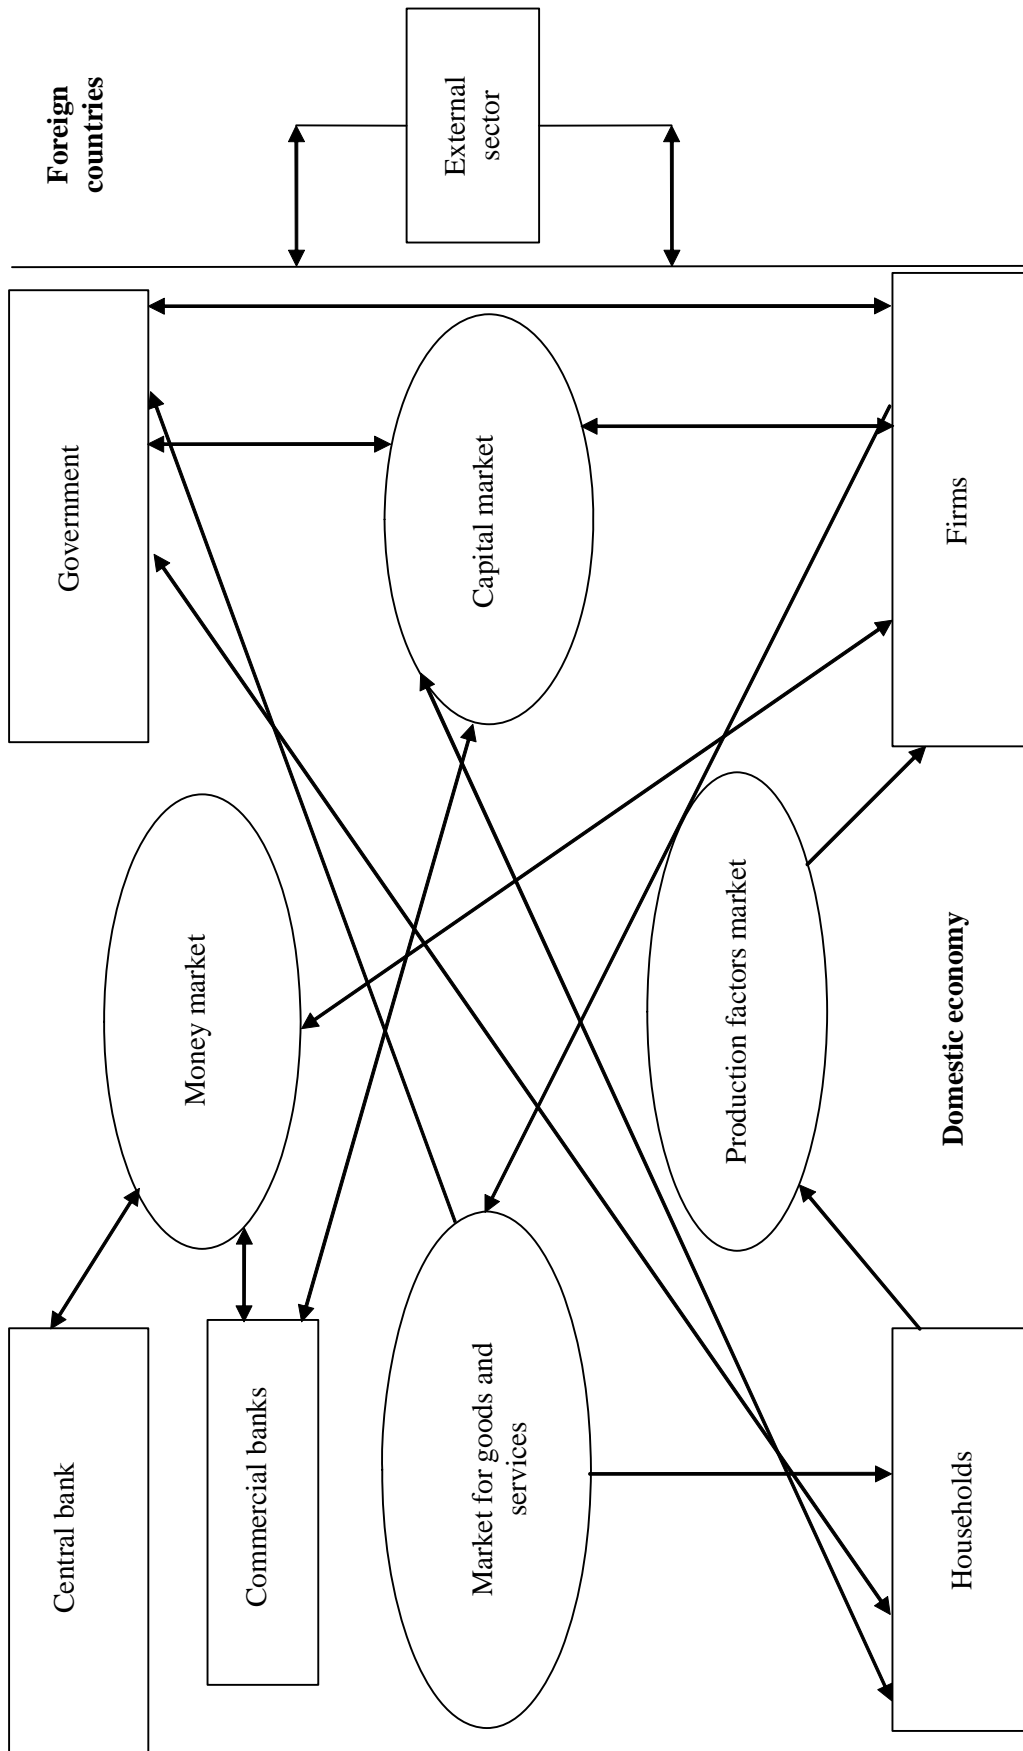 Central bank
Government
Foreign
countries
Money market
Commercial banks
Market for goods and
services
Capital market
External
sector
Production factors market
Households
Domestic economy
Firms